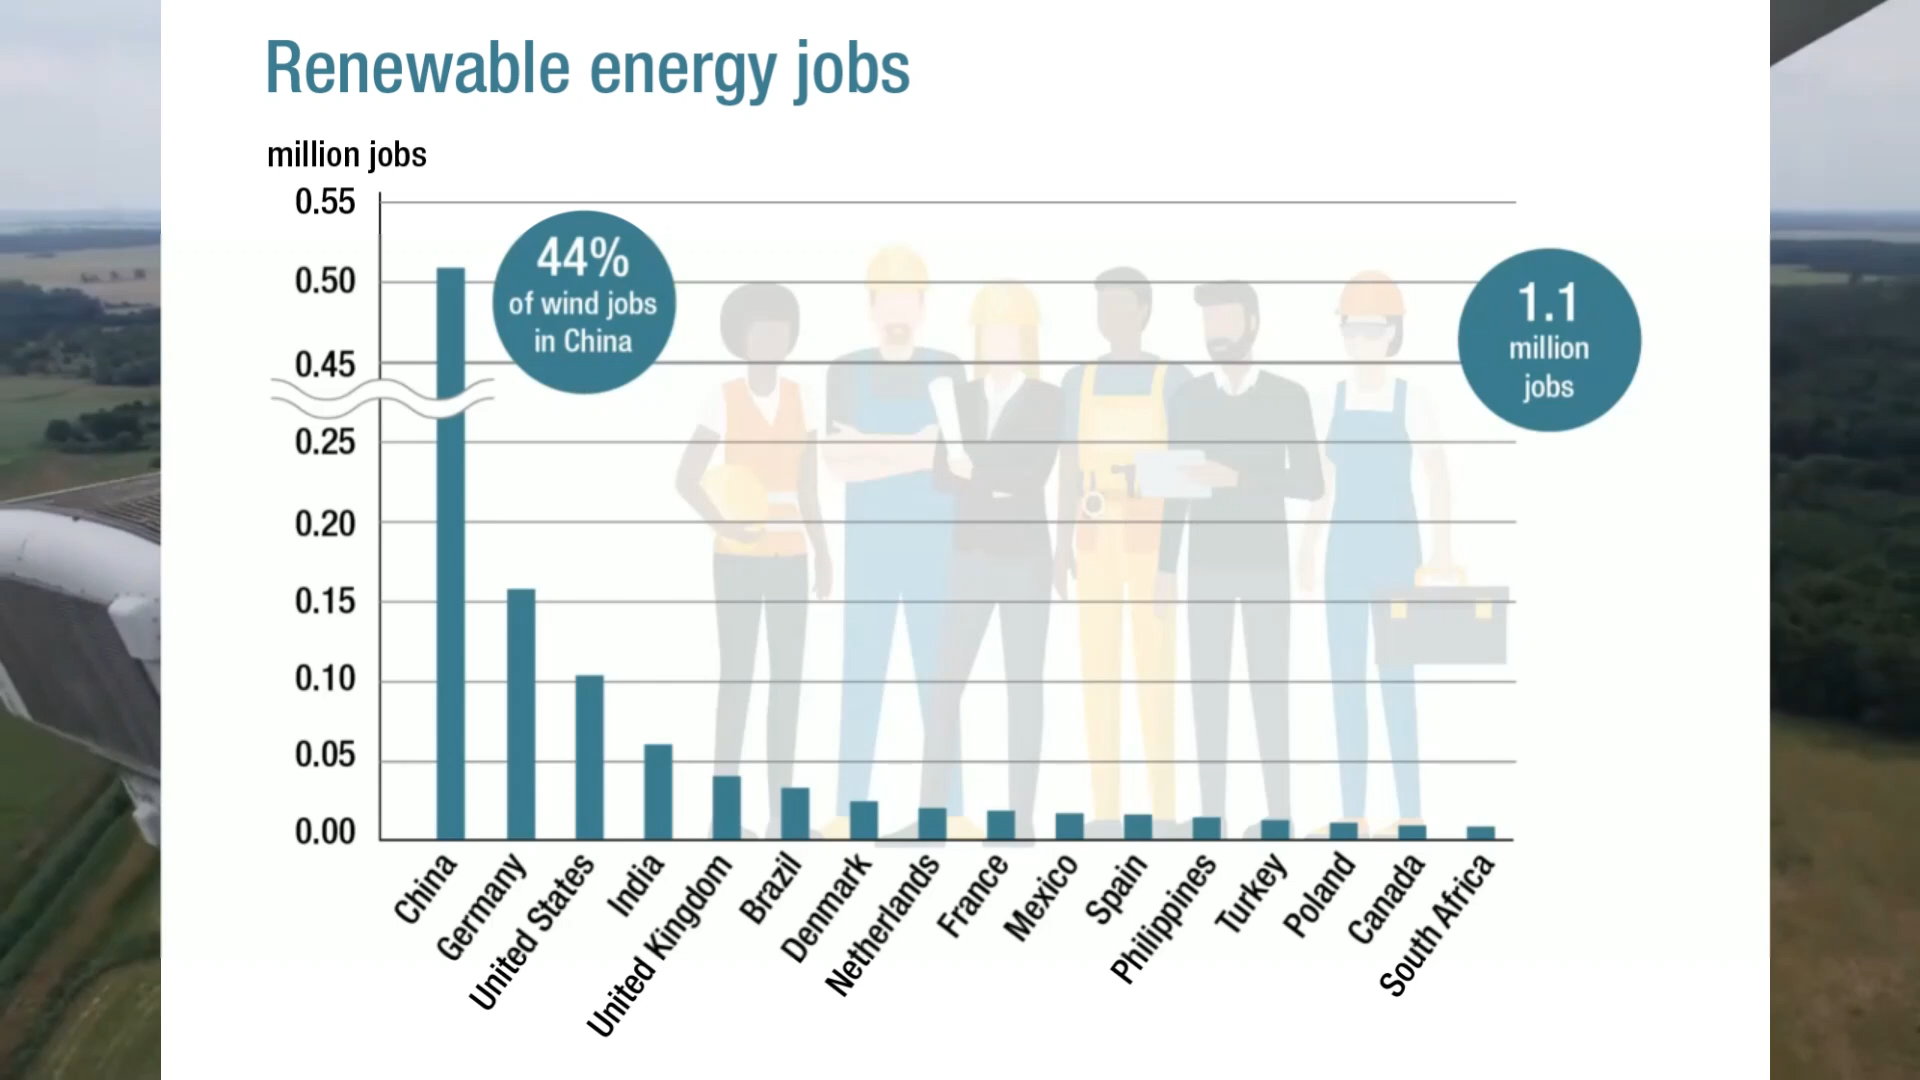 Renewable energy jobs
million jobs
0.55
0.50
0.45
0.25
0.20
0.15
0.10
0.05
0.00
44%
of wind jobs
in China
1.1
million
jobs
China
Germany
United States
India
United Kingdom
Brazil
Denmark
Netherlands
France
Mexico
Spain
Philippines
Turkey
Poland
Canada
South Africa